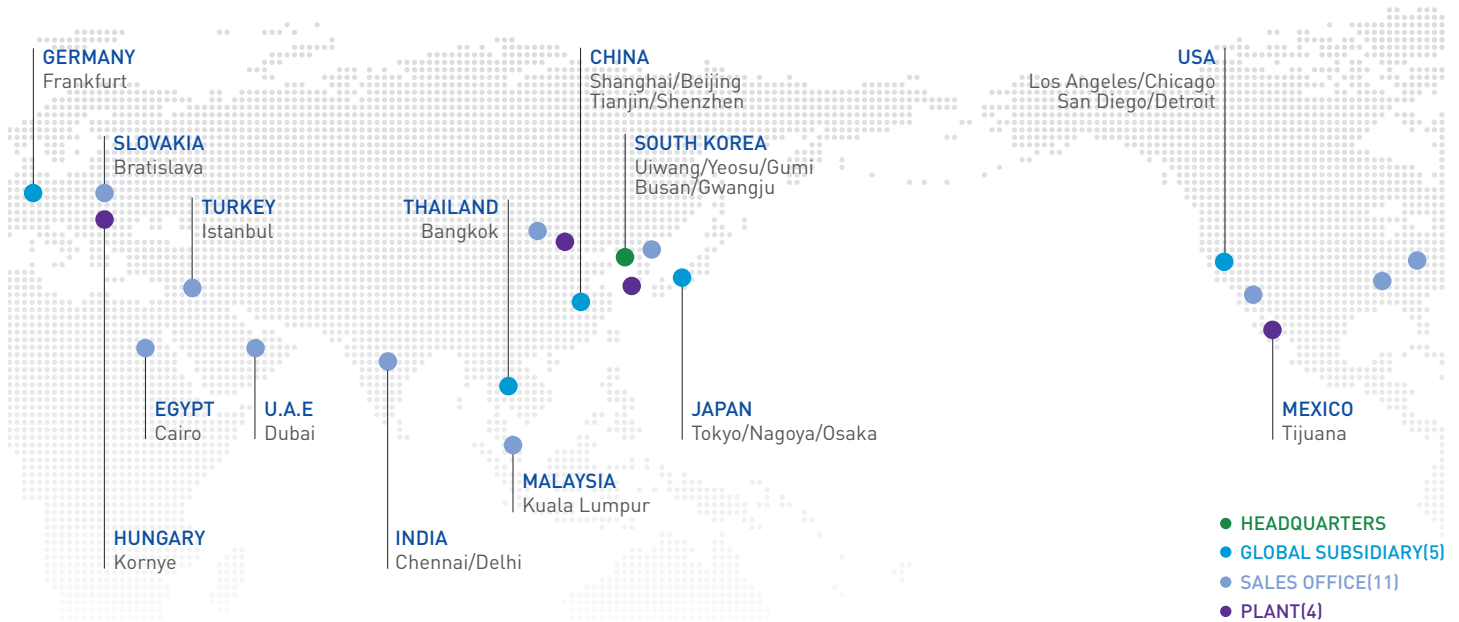 GERMANY
Frankfurt
SLOVAKIA
Bratislava
TURKEY
Istanbul
THAILAND
Bangkok
CHINA
Shanghai/Beijing
Tianjin/Shenzhen
SOUTH KOREA
Uiwang/Yeosu/Gumi
Busan/Gwangju
USA
Los Angeles/Chicago
San Diego/Detroit
EGYPT
Cairo
U.A.E
Dubai
JAPAN
Tokyo/Nagoya/Osaka
MEXICO
Tijuana
MALAYSIA
Kuala Lumpur
HUNGARY
Kornye
INDIA
Chennai/Delhi
HEADQUARTERS
GLOBAL SUBSIDIARY(5)
SALES OFFICE(11)
PLANT(4)